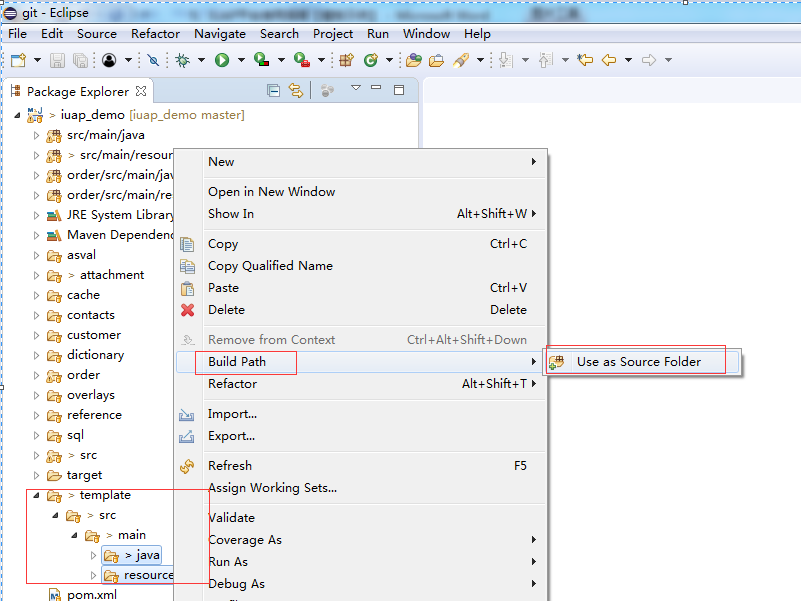 git - Eclipse
File Edit Source Refactor Navigate Search Project Run Window Help
Package Explorer
> iuap_demo [iuap_demo master]
src/main/java
> src/main/resour
order/src/main/jav
order/src/main/re
JRE System Library
Maven Dependenc
asval
> attachment
cache
contacts
customer
dictionary
order
overlays
reference
sql
> src
target
> template
> src
> main
> java
resource
pom.xml
New
Open in New Window
Show In Alt+Shift+W
Copy Ctrl+C
Copy Qualified Name
Paste Ctrl+V
Delete Delete
Remove from Context Ctrl+Alt+Shift+Down
Build Path
Refactor Alt+Shift+T
Import...
Export...
Refresh F5
Assign Working Sets...
Validate
Coverage As
Run As
Debug As
Use as Source Folder